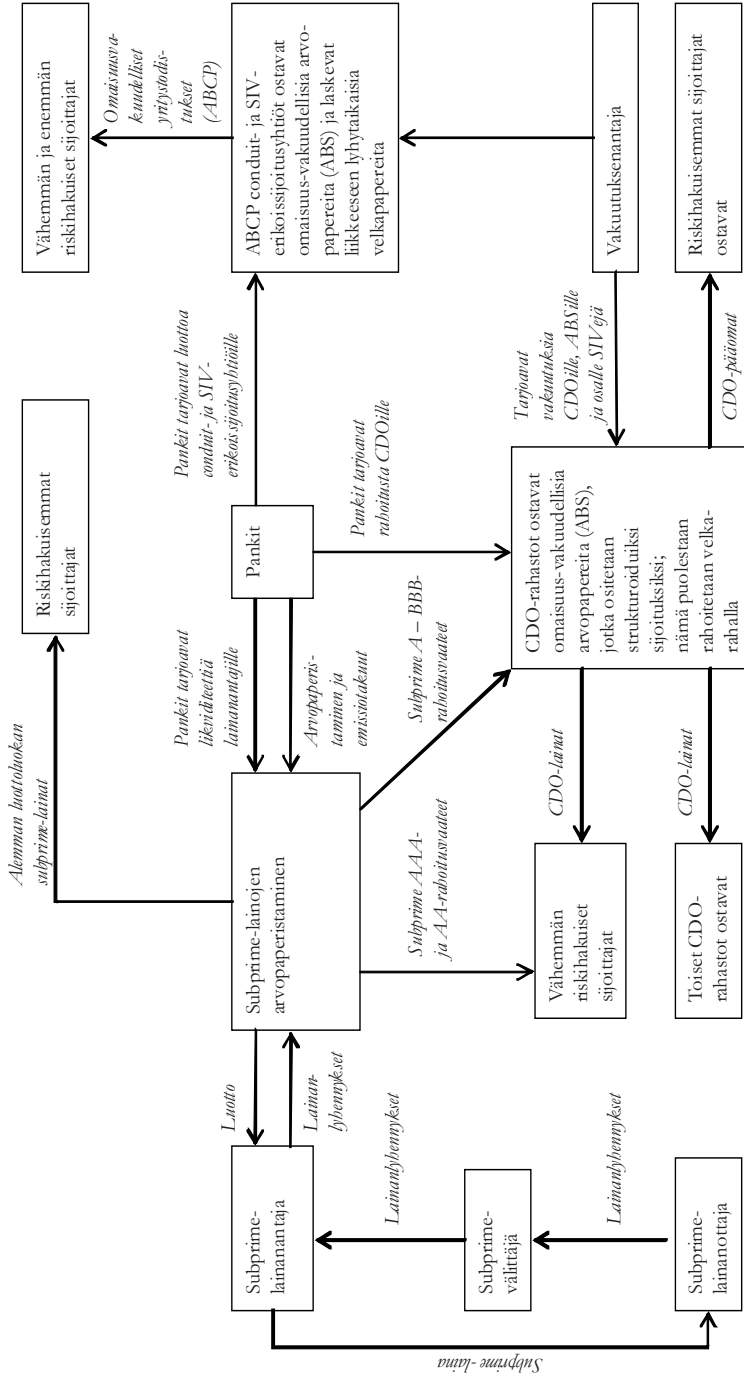 Alemman luottoluokan
subprime-lainat
Riskihakuisemmat
sijoittajat
Vähemmän ja enemmän
riskihakuiset sijoittajat
Omaisuusva-
kuudelliset
yritystodis-
tukset
(ABCP)
Subprime-
lainanantaja
Luotto
Lainan-
lyhennykset
Subprime-lainojen
arvopaperistaminen
Pankit tarjoavat
likviditeettiä
lainanantajille
Arvopaperis-
taminen ja
emissiotakuut
Pankit
Pankit tarjoavat luottoa
conduit- ja SIV-
erikoissijoitusyhtiöille
ABCP conduit- ja SIV-
erikoissijoitusyhtiöt ostavat
omaisuus-vakuudellisia arvo-
papereita (ABS) ja laskevat
liikkeeseen lyhytaikaisia
velkapapereita
Subprime-laina
Lainanlyhennykset
Subprime-
välittäjä
Lainanlyhennykset
Subprime-
lainanottaja
Subprime AAA-
ja AA-rahoitusvaateet
Subprime A – BBB-
rahoitusvaateet
Pankit tarjoavat
rahoitusta CDOille
Vähemmän
riskihakuiset
sijoittajat
CDO-lainat
Toiset CDO-
rahastot ostavat
CDO-lainat
CDO-rahastot ostavat
omaisuus-vakuudellisia
arvopapereita (ABS),
jotka ositetaan
strukturoiduiksi
sijoituksiksi;
nämä puolestaan
rahoitetaan velka-
rahalla
Tarjoavat
vakuutuksia
CDOille, ABSille
ja osalle SIVejä
Vakuutuksenantaja
CDO-pääomat
Riskihakuisemmat sijoittajat
ostavat